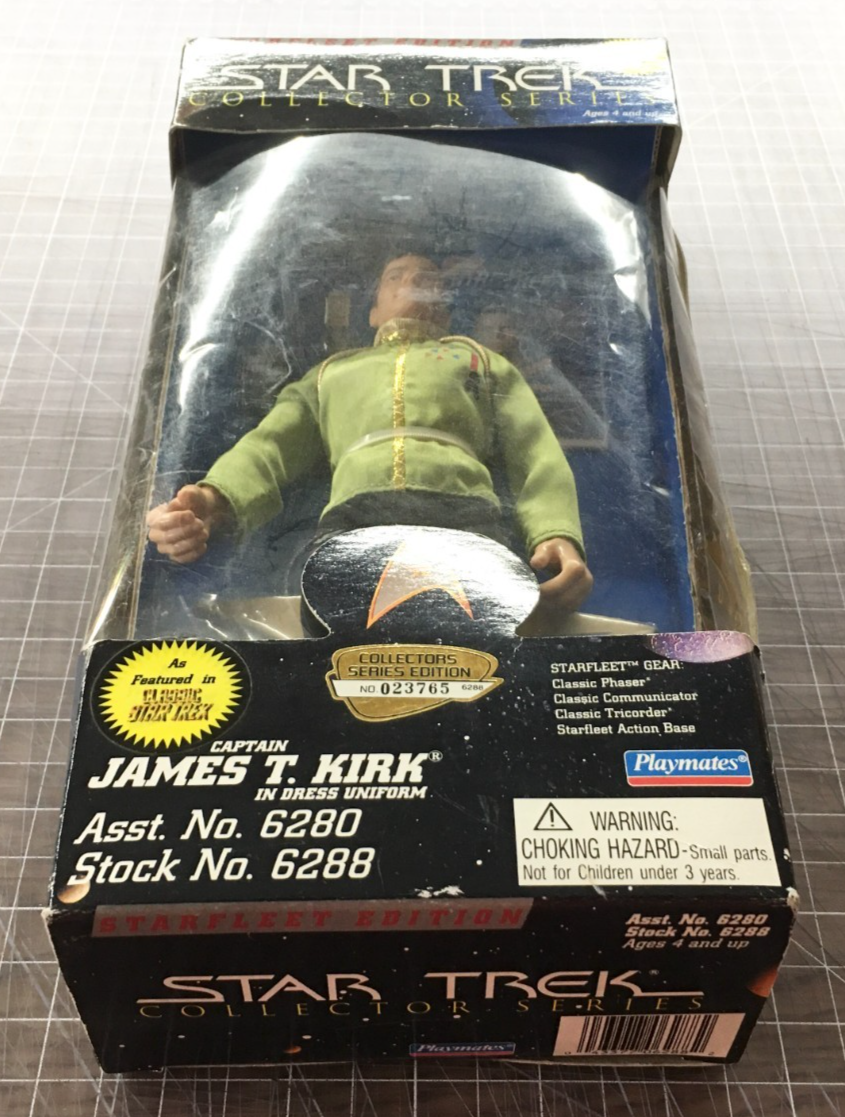 STARFLEET EDITION
STAR TREK
COLLECTOR SERIES
Ages 4 and up
As
Featured in
CLASSIC
STAR TREK
COLLECTORS
SERIES EDITION
NO. 023765 6288
STARFLEET™ GEAR:
Classic Phaser*
Classic Communicator
Classic Tricorder*
Starfleet Action Base
CAPTAIN
JAMES T. KIRK®
IN DRESS UNIFORM
Playmates®
Asst. No. 6280
Stock No. 6288
WARNING:
CHOKING HAZARD-Small parts.
Not for Children under 3 years.
STARFLEET EDITION
Asst. No. 6280
Stock No. 6288
Ages 4 and up
STAR TREK®
COLLECTOR SERIES
Playmates®